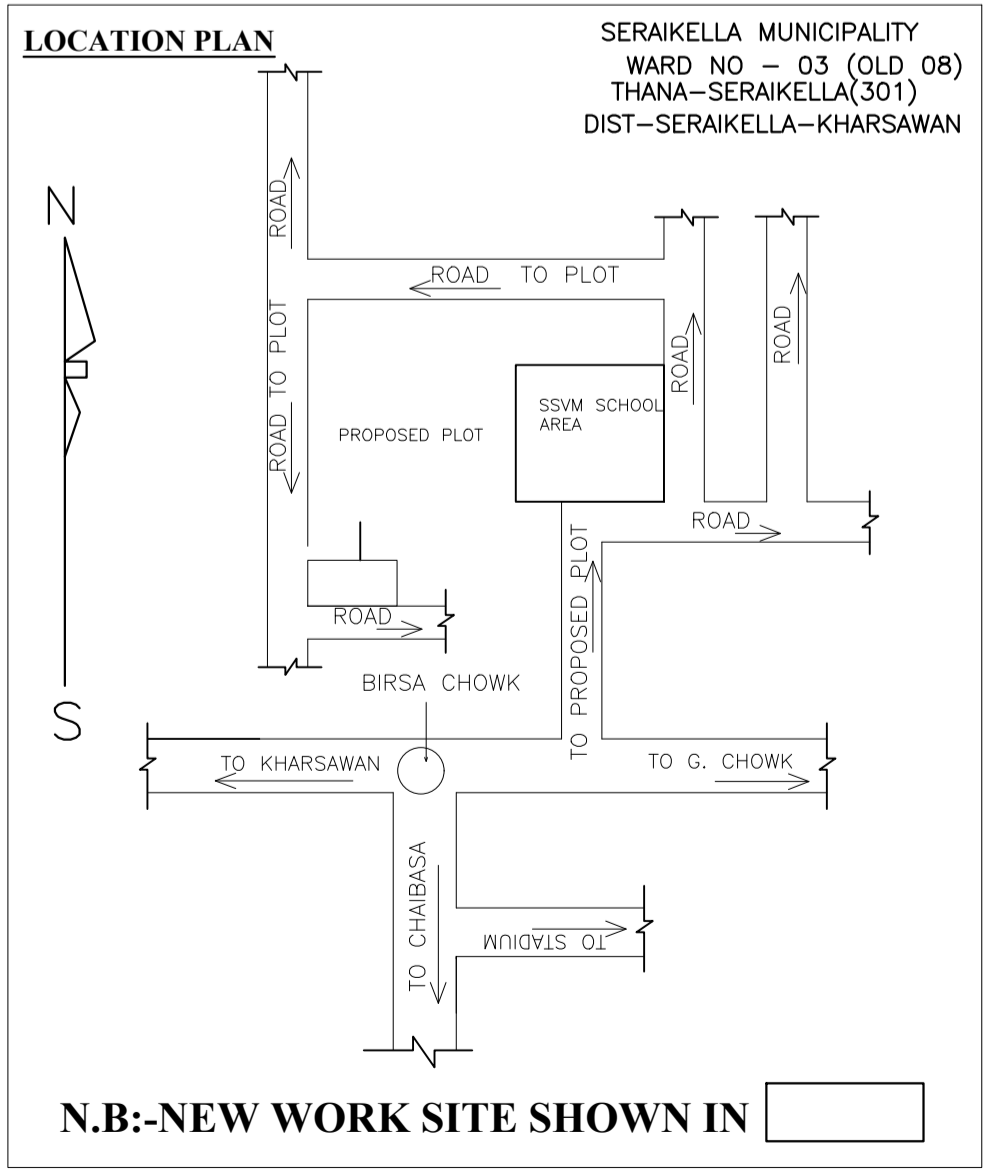 LOCATION PLAN
SERAIKELLA MUNICIPALITY
WARD NO - 03 (OLD 08)
THANA-SERAIKELLA(301)
DIST-SERAIKELLA-KHARSAWAN
N
ROAD
ROAD TO PLOT
ROAD TO PLOT
ROAD
ROAD
SSVM SCHOOL
AREA
PROPOSED PLOT
ROAD
TO PROPOSED PLOT
ROAD
BIRSA CHOWK
S
TO KHARSAWAN
TO G. CHOWK
TO CHAIBASA
TO STADIUM
N.B:-NEW WORK SITE SHOWN IN